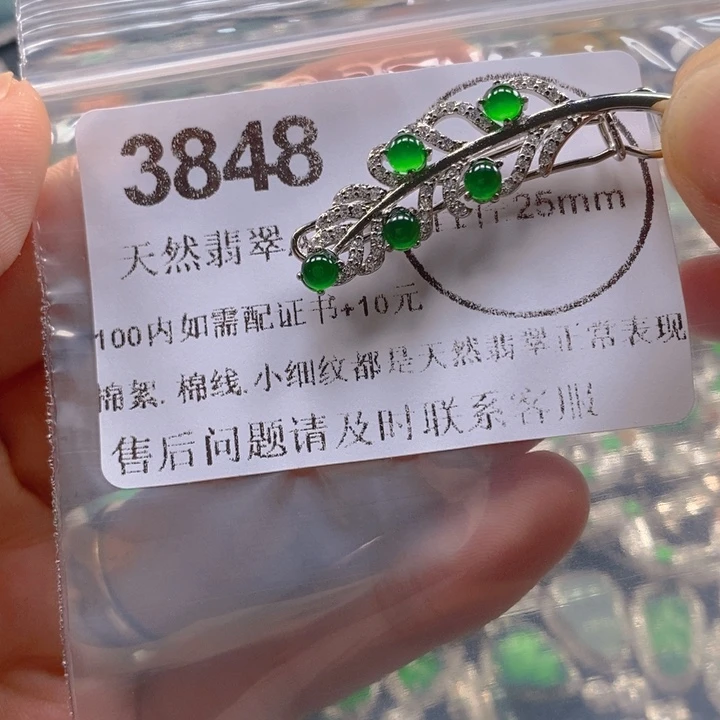 3848
天然翡翠
25mm
100内如需配证书+10元
棉絮.棉线.小细纹都是天然翡翠正常表现
售后问题请及时联系客服